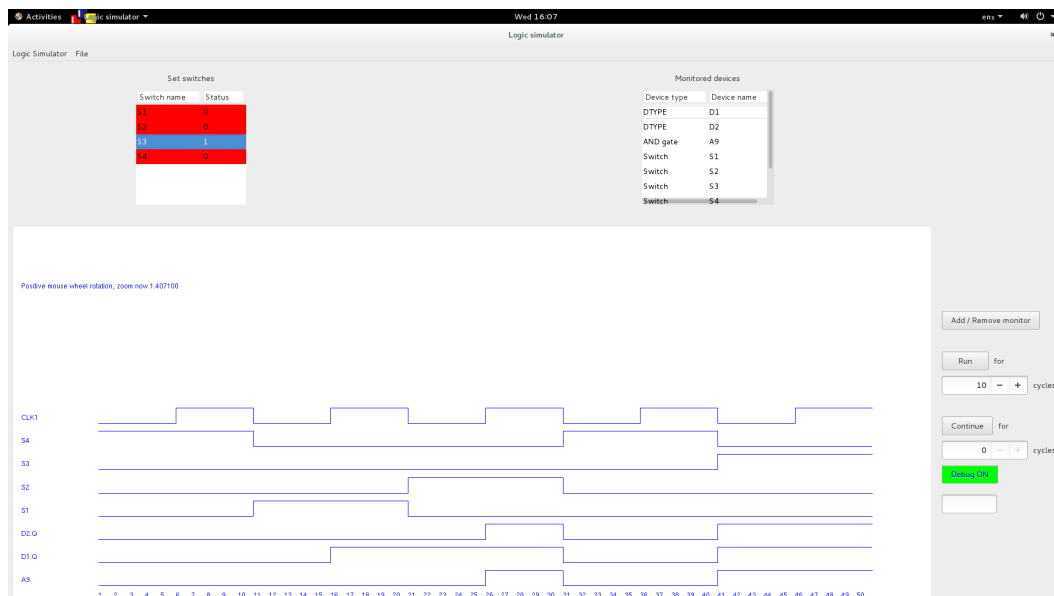 Activities Logic simulator Wed 16:07 en₁
Logic simulator
Logic Simulator File
Set switches Monitored devices
Switch name Status Device type Device name
S1 0 DTYPE D1
S2 0 DTYPE D2
S3 1 AND gate A9
S4 0 Switch S1
Switch S2
Switch S3
Switch S4
Positive mouse wheel rotation, zoom now 1.407100
Add / Remove monitor
Run for
10 − + cycles
Continue for
0 − + cycles
Debug ON
CLK1
S4
S3
S2
S1
D2.Q
D1.Q
A9
1 2 3 4 5 6 7 8 9 10 11 12 13 14 15 16 17 18 19 20 21 22 23 24 25 26 27 28 29 30 31 32 33 34 35 36 37 38 39 40 41 42 43 44 45 46 47 48 49 50